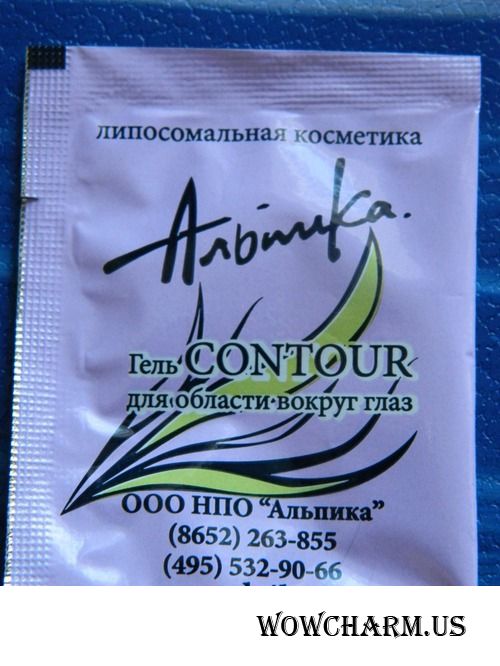 липосомальная косметика
Альпика.
Гель CONTOUR
для области вокруг глаз
ООО НПО "Альпика"
(8652) 263-855
(495) 532-90-66
WOWCHARM.US